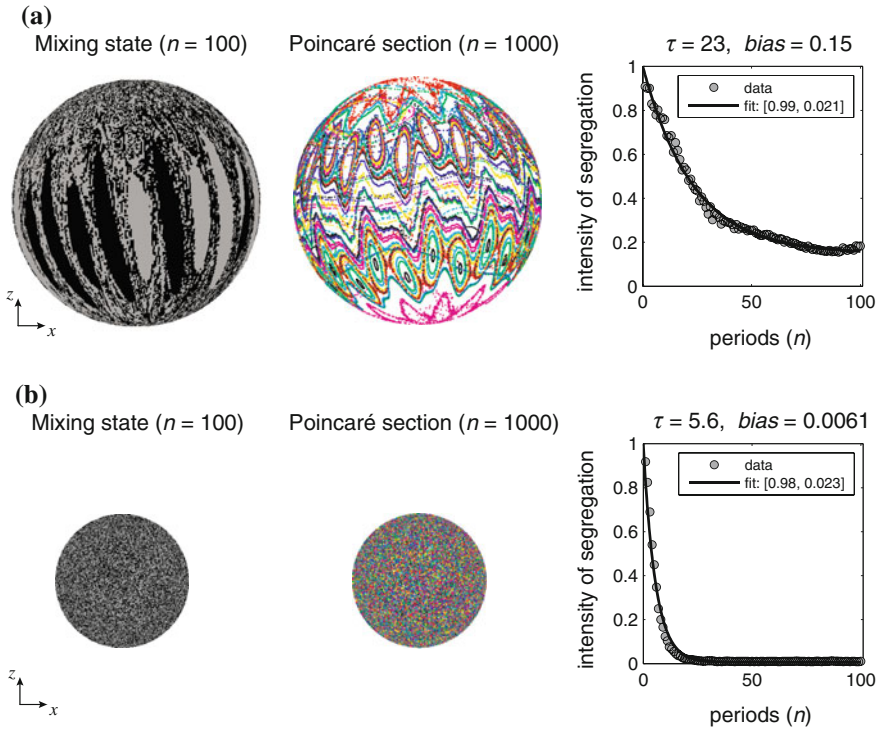 (a)
Mixing state (n = 100)
Poincaré section (n = 1000)
τ = 23, bias = 0.15
data
fit: [0.99, 0.021]
intensity of segregation
1
0.8
0.6
0.4
0.2
0
0
50
100
periods (n)
z
x
(b)
Mixing state (n = 100)
Poincaré section (n = 1000)
τ = 5.6, bias = 0.0061
data
fit: [0.98, 0.023]
intensity of segregation
1
0.8
0.6
0.4
0.2
0
0
50
100
periods (n)
z
x